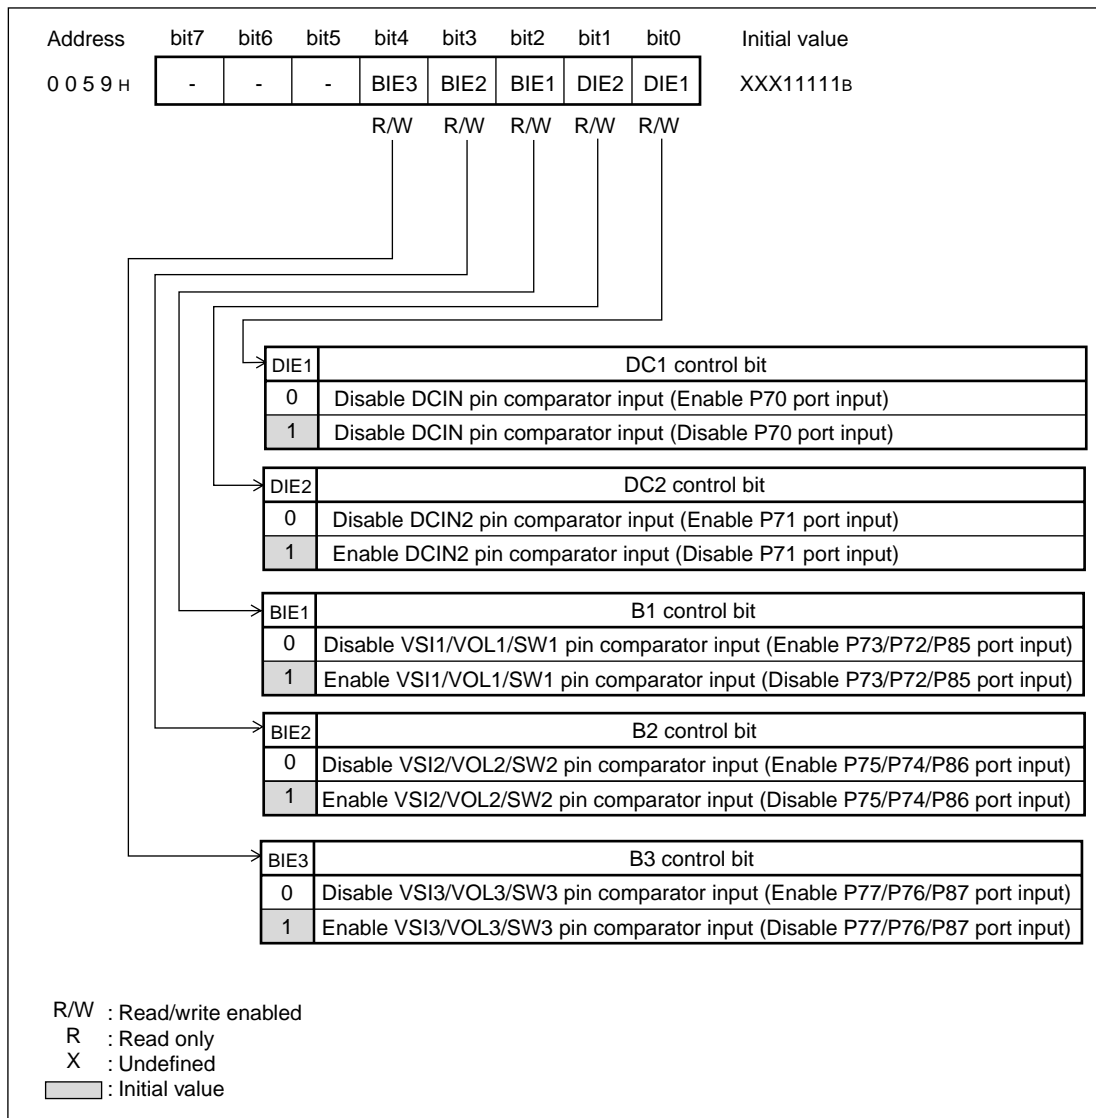 Address bit7 bit6 bit5 bit4 bit3 bit2 bit1 bit0 Initial value
0 0 5 9 H - - - BIE3 BIE2 BIE1 DIE2 DIE1 XXX11111B
R/W R/W R/W R/W R/W
DIE1 DC1 control bit
0 Disable DCIN pin comparator input (Enable P70 port input)
1 Disable DCIN pin comparator input (Disable P70 port input)
DIE2 DC2 control bit
0 Disable DCIN2 pin comparator input (Enable P71 port input)
1 Enable DCIN2 pin comparator input (Disable P71 port input)
BIE1 B1 control bit
0 Disable VSI1/VOL1/SW1 pin comparator input (Enable P73/P72/P85 port input)
1 Enable VSI1/VOL1/SW1 pin comparator input (Disable P73/P72/P85 port input)
BIE2 B2 control bit
0 Disable VSI2/VOL2/SW2 pin comparator input (Enable P75/P74/P86 port input)
1 Enable VSI2/VOL2/SW2 pin comparator input (Disable P75/P74/P86 port input)
BIE3 B3 control bit
0 Disable VSI3/VOL3/SW3 pin comparator input (Enable P77/P76/P87 port input)
1 Enable VSI3/VOL3/SW3 pin comparator input (Disable P77/P76/P87 port input)
R/W : Read/write enabled
R : Read only
X : Undefined
: Initial value